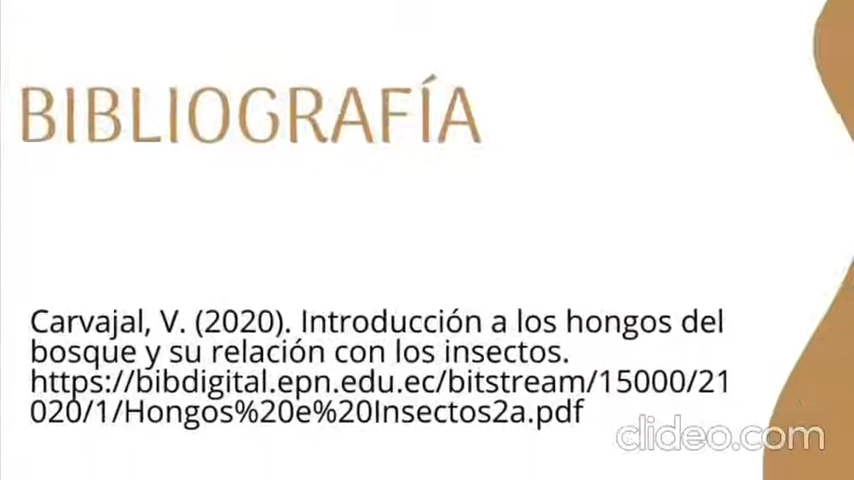 BIBLIOGRAFÍA
Carvajal, V. (2020). Introducción a los hongos del
bosque y su relación con los insectos.
https://bibdigital.epn.edu.ec/bitstream/15000/21
020/1/Hongos%20e%20Insectos2a.pdf
clideo.com